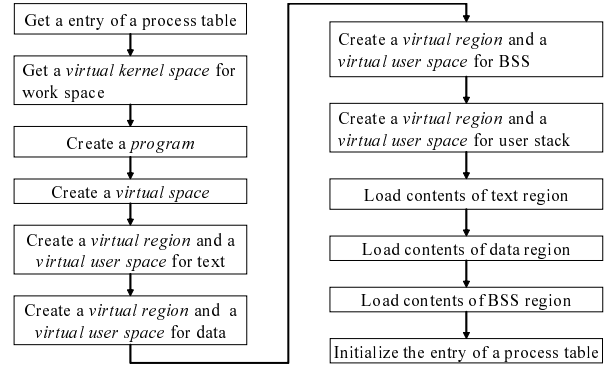 Get a entry of a process table
Get a virtual kernel space for
work space
Create a program
Create a virtual space
Create a virtual region and a
virtual user space for text
Create a virtual region and a
virtual user space for data
Create a virtual region and a
virtual user space for BSS
Create a virtual region and a
virtual user space for user stack
Load contents of text region
Load contents of data region
Load contents of BSS region
Initialize the entry of a process table